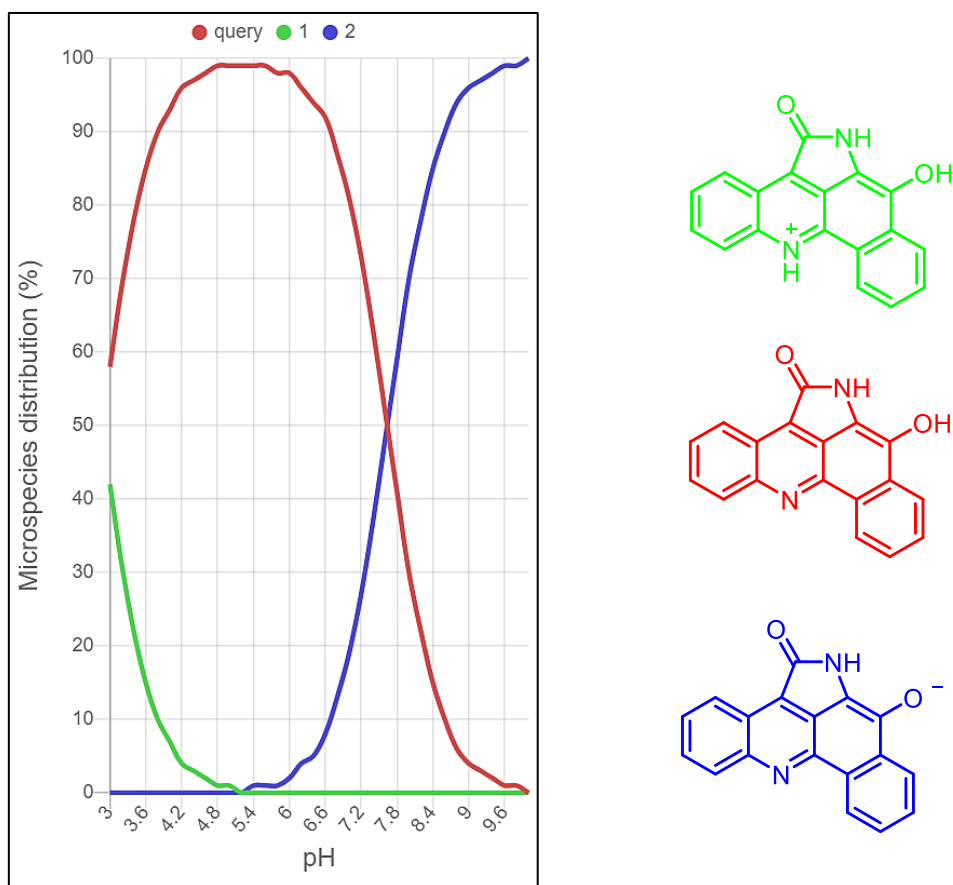 query 1 2
100
90
80
70
60
50
40
30
20
10
0
Microspecies distribution (%)
3 3.6 4.2 4.8 5.4 6 6.6 7.2 7.8 8.4 9 9.6
pH
O
NH
OH
+
N
H
O
NH
OH
N
O
NH
O −
N